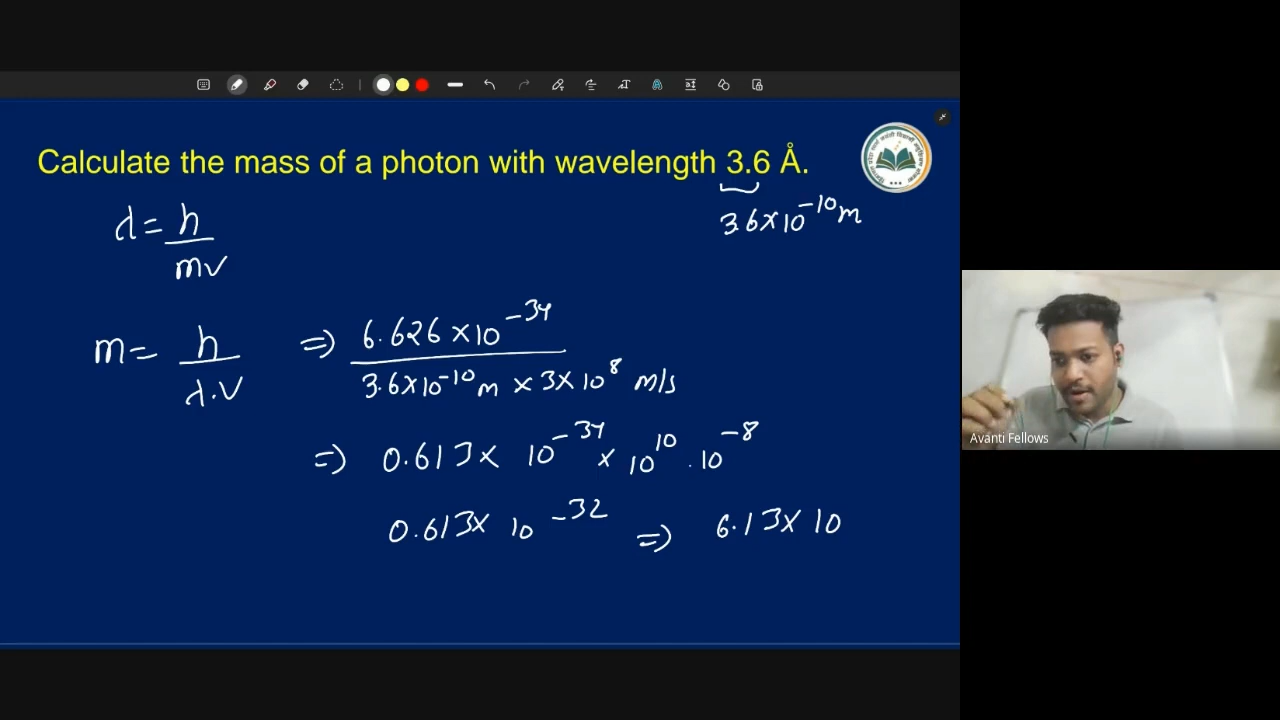 Calculate the mass of a photon with wavelength 3.6 Å.
3.6×10⁻¹⁰m
λ = h/mv
m = h/λ.v ⇒ 6.626 × 10⁻³⁴ / 3.6×10⁻¹⁰m × 3×10⁸ m/s
⇒ 0.613× 10⁻³⁴ × 10¹⁰ . 10⁻⁸
0.613× 10⁻³² ⇒ 6.13× 10
Avanti Fellows